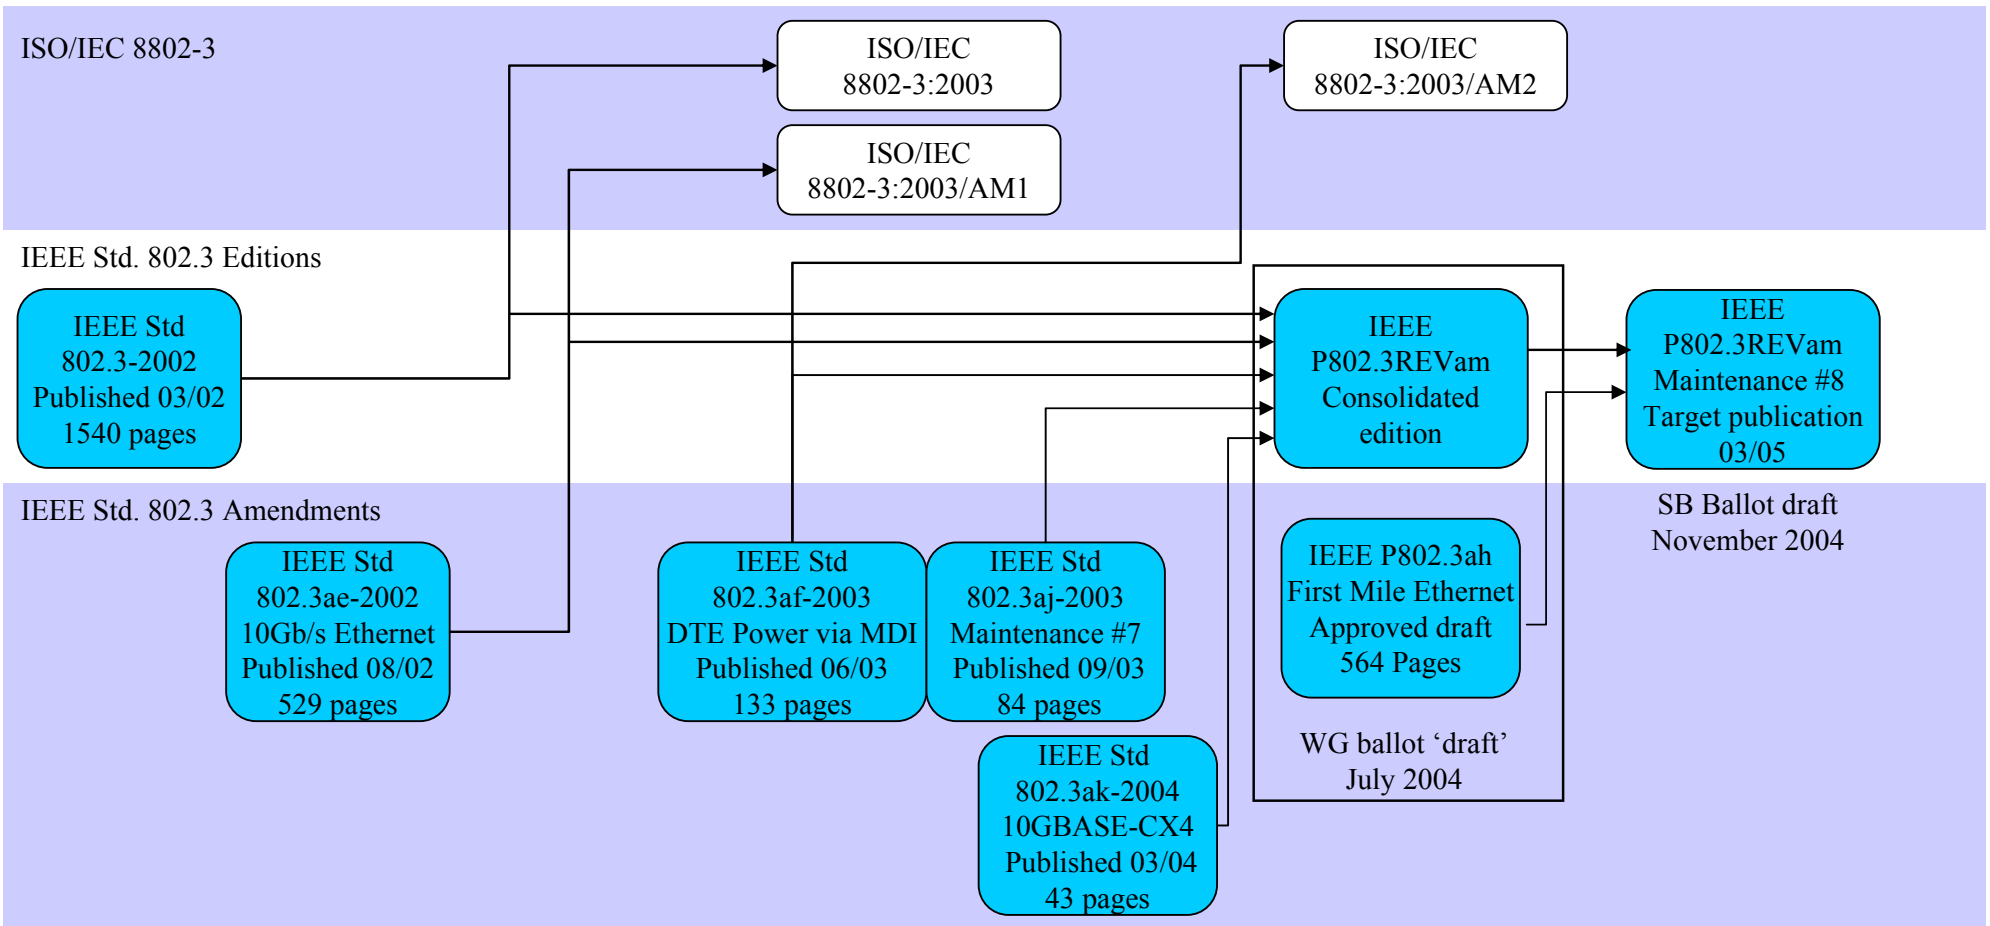 ISO/IEC 8802-3
ISO/IEC
8802-3:2003
ISO/IEC
8802-3:2003/AM2
ISO/IEC
8802-3:2003/AM1
IEEE Std. 802.3 Editions
IEEE Std
802.3-2002
Published 03/02
1540 pages
IEEE
P802.3REVam
Consolidated
edition
IEEE
P802.3REVam
Maintenance #8
Target publication
03/05
IEEE Std. 802.3 Amendments
SB Ballot draft
November 2004
IEEE Std
802.3ae-2002
10Gb/s Ethernet
Published 08/02
529 pages
IEEE Std
802.3af-2003
DTE Power via MDI
Published 06/03
133 pages
IEEE Std
802.3aj-2003
Maintenance #7
Published 09/03
84 pages
IEEE P802.3ah
First Mile Ethernet
Approved draft
564 Pages
WG ballot ‘draft’
July 2004
IEEE Std
802.3ak-2004
10GBASE-CX4
Published 03/04
43 pages